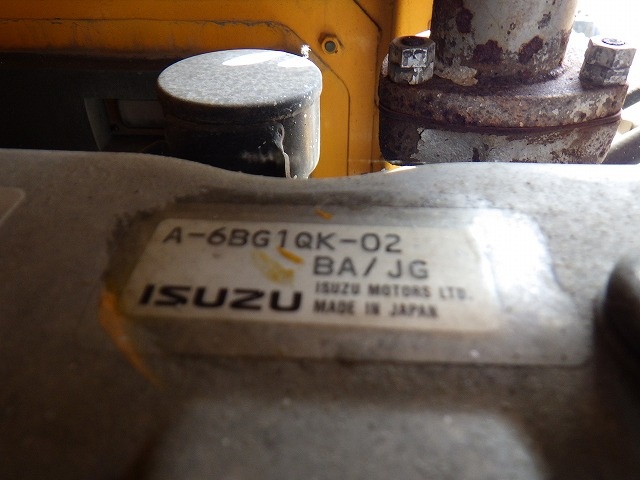 A-6BG1QK-02
BA/JG
ISUZU ISUZU MOTORS LTD.
MADE IN JAPAN